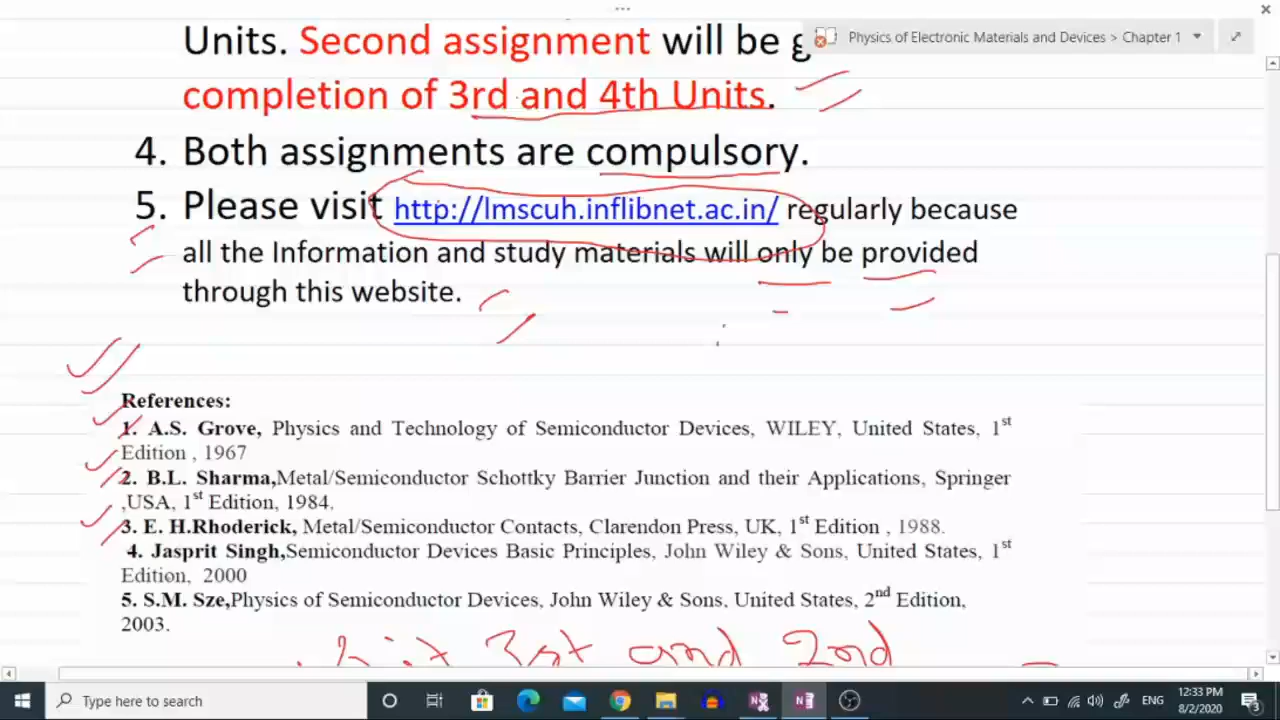 Physics of Electronic Materials and Devices > Chapter 1
Units. Second assignment will be g
completion of 3rd and 4th Units.
4. Both assignments are compulsory.
5. Please visit http://lmscuh.inflibnet.ac.in/ regularly because
all the Information and study materials will only be provided
through this website.
References:
1. A.S. Grove, Physics and Technology of Semiconductor Devices, WILEY, United States, 1st
Edition , 1967
2. B.L. Sharma,Metal/Semiconductor Schottky Barrier Junction and their Applications, Springer
,USA, 1st Edition, 1984.
3. E. H.Rhoderick, Metal/Semiconductor Contacts, Clarendon Press, UK, 1st Edition , 1988.
4. Jasprit Singh,Semiconductor Devices Basic Principles, John Wiley & Sons, United States, 1st
Edition, 2000
5. S.M. Sze,Physics of Semiconductor Devices, John Wiley & Sons, United States, 2nd Edition,
2003.
3st and 2nd
Type here to search
ENG
12:33 PM
8/2/2020
3